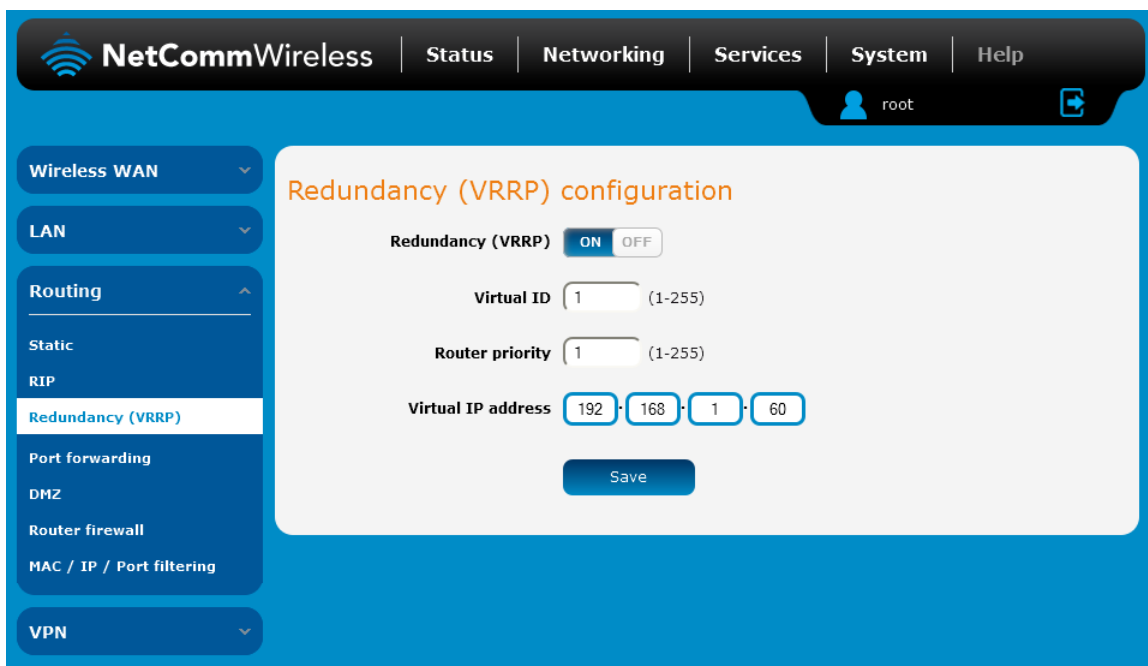 NetCommWireless Status Networking Services System Help
root
Wireless WAN
LAN
Routing
Static
RIP
Redundancy (VRRP)
Port forwarding
DMZ
Router firewall
MAC / IP / Port filtering
VPN
Redundancy (VRRP) configuration
Redundancy (VRRP) ON OFF
Virtual ID 1 (1-255)
Router priority 1 (1-255)
Virtual IP address 192 · 168 · 1 · 60
Save